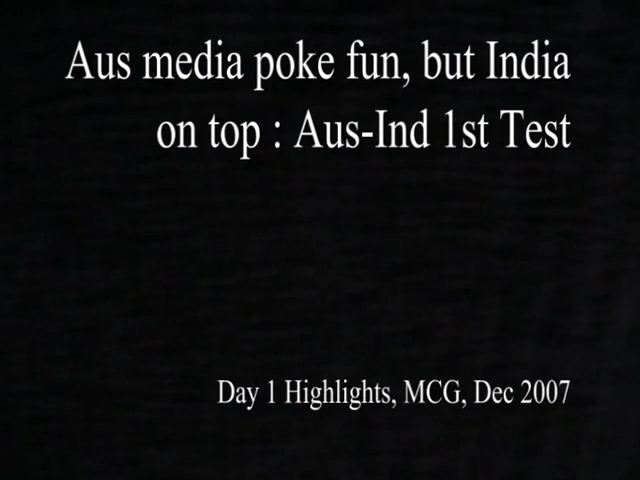 Aus media poke fun, but India
on top : Aus-Ind 1st Test
Day 1 Highlights, MCG, Dec 2007